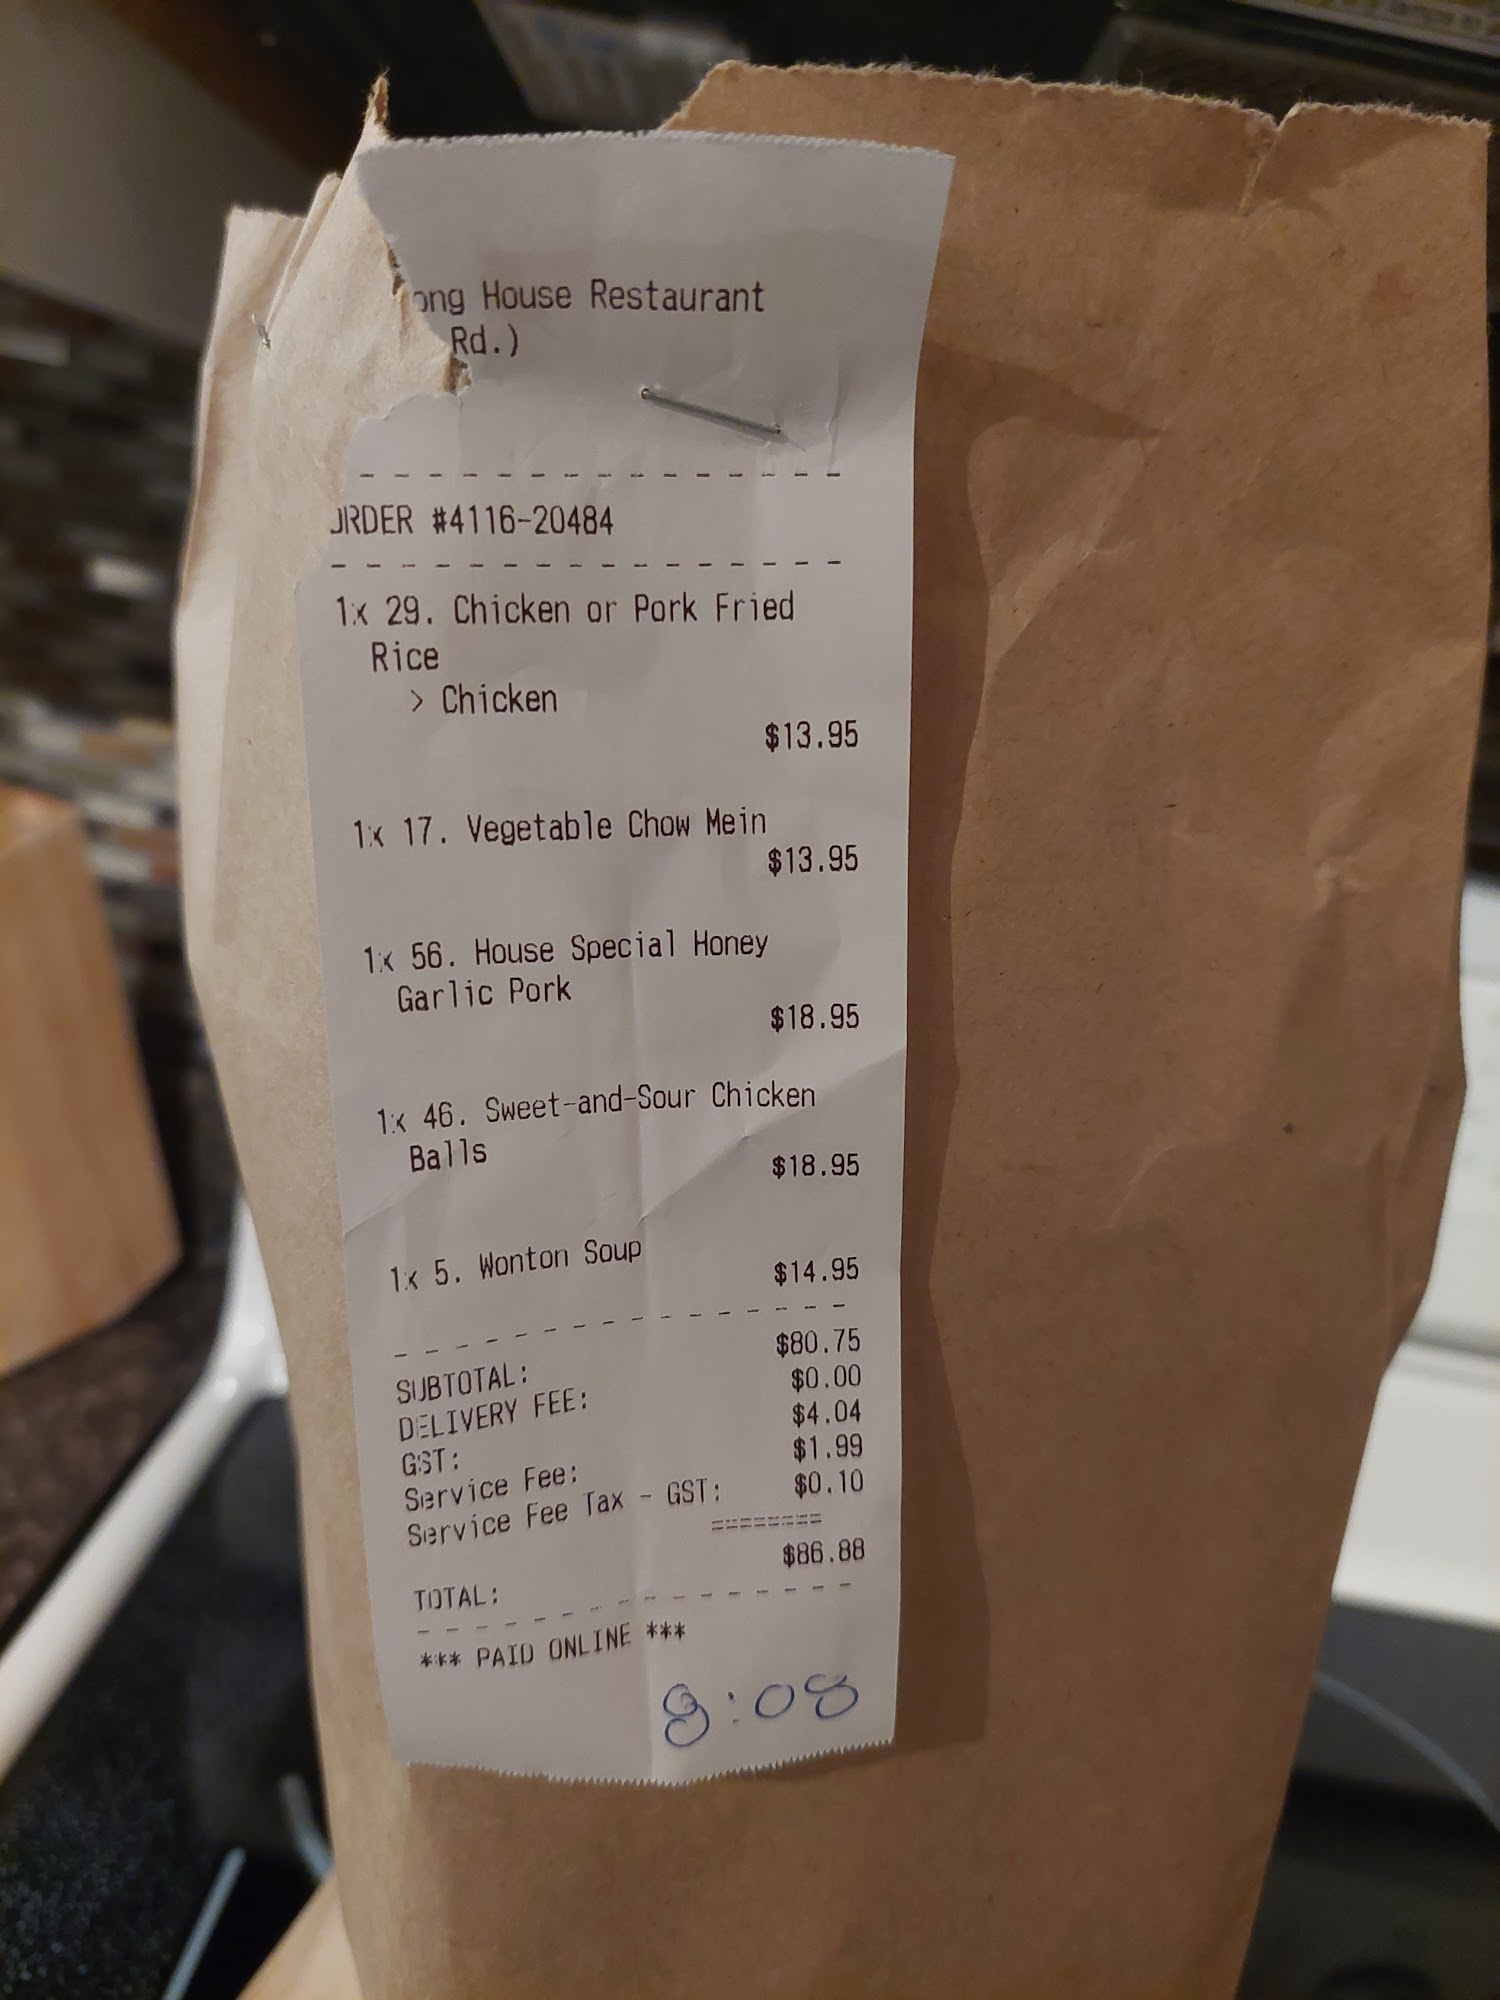 ong House Restaurant
Rd.)
ORDER #4116-20484
1x 29. Chicken or Pork Fried
Rice
> Chicken
$13.95
1x 17. Vegetable Chow Mein
$13.95
1x 56. House Special Honey
Garlic Pork
$18.95
1x 46. Sweet-and-Sour Chicken
Balls
$18.95
1x 5. Wonton Soup
$14.95
SUBTOTAL: $80.75
DELIVERY FEE: $0.00
GST: $4.04
Service Fee: $1.99
Service Fee Tax - GST: $0.10
========
TOTAL: $86.88
*** PAID ONLINE ***
8:08